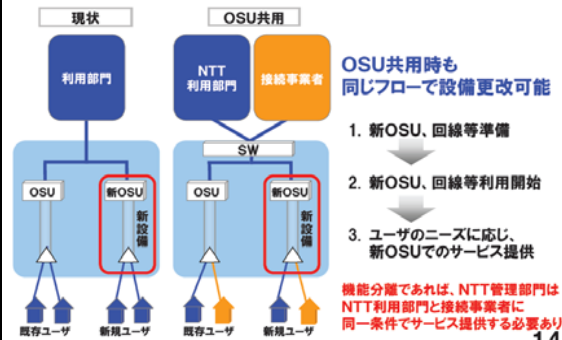 現状
OSU共用
利用部門
NTT
利用部門
接続事業者
SW
OSU
新OSU
新設備
OSU
新OSU
新設備
既存ユーザ
新規ユーザ
既存ユーザ
新規ユーザ
OSU共用時も
同じフローで設備更改可能
1. 新OSU、回線等準備
2. 新OSU、回線等利用開始
3. ユーザのニーズに応じ、
新OSUでのサービス提供
機能分離であれば、NTT管理部門は
NTT利用部門と接続事業者に
同一条件でサービス提供する必要あり
14